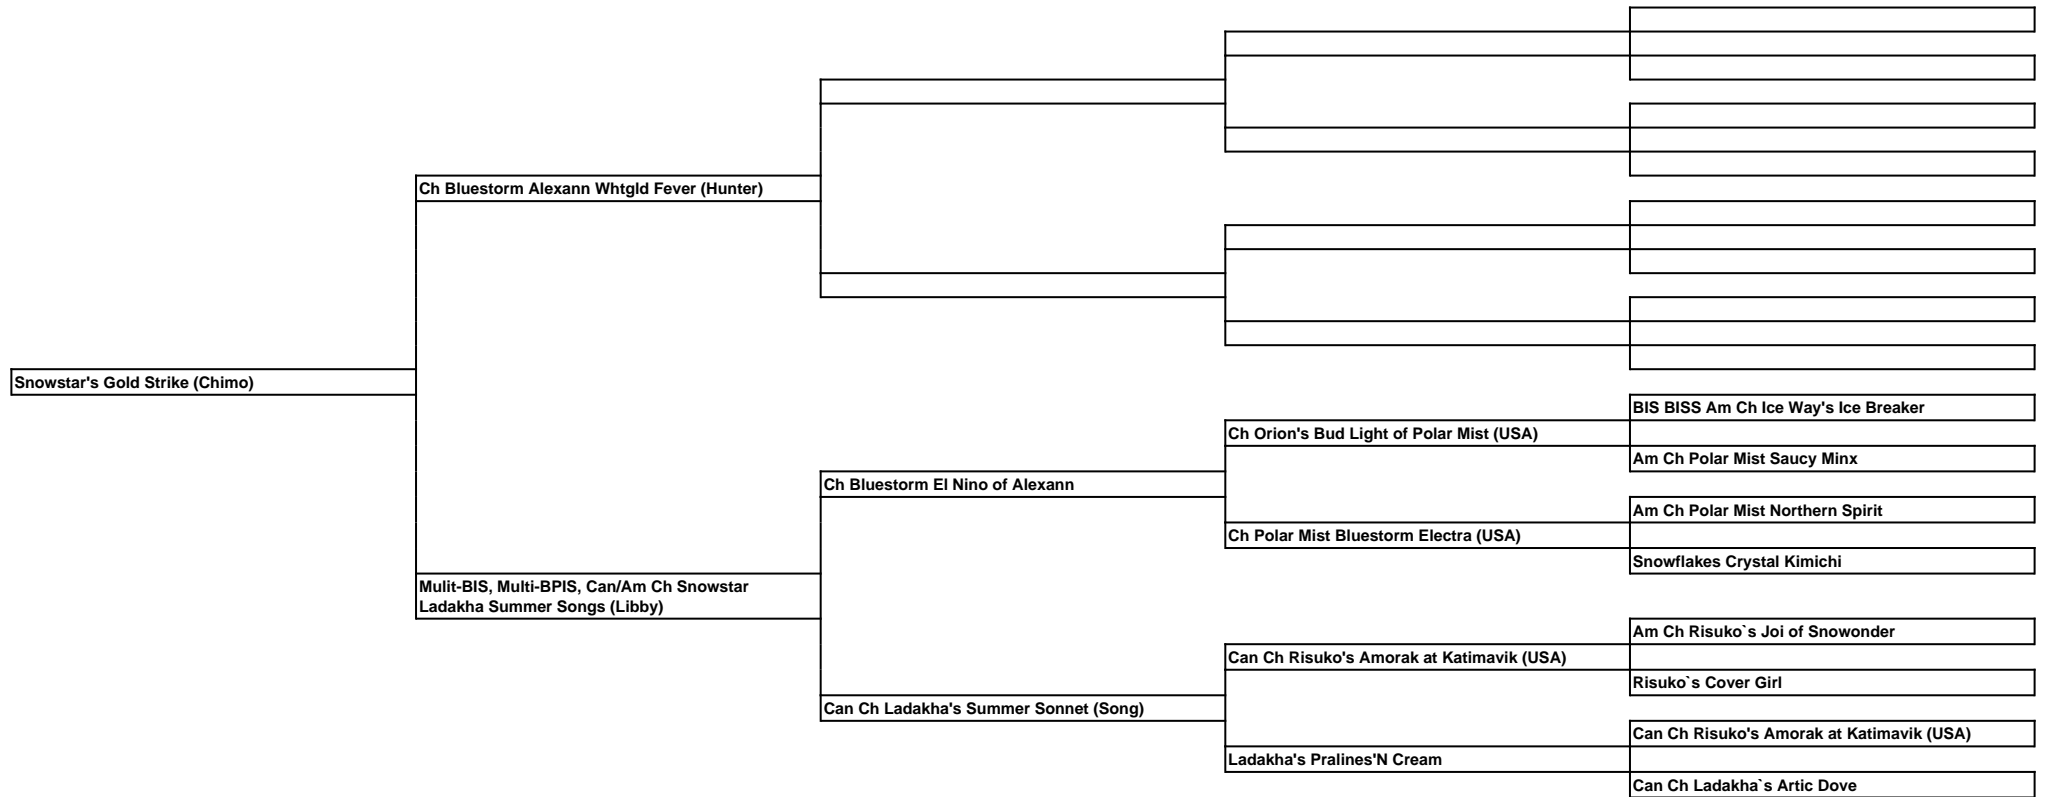 Ch Bluestorm Alexann Whtgld Fever (Hunter)
Snowstar's Gold Strike (Chimo)
BIS BISS Am Ch Ice Way's Ice Breaker
Ch Orion's Bud Light of Polar Mist (USA)
Am Ch Polar Mist Saucy Minx
Ch Bluestorm El Nino of Alexann
Am Ch Polar Mist Northern Spirit
Ch Polar Mist Bluestorm Electra (USA)
Snowflakes Crystal Kimichi
Mulit-BIS, Multi-BPIS, Can/Am Ch Snowstar
Ladakha Summer Songs (Libby)
Am Ch Risuko`s Joi of Snowonder
Can Ch Risuko's Amorak at Katimavik (USA)
Risuko`s Cover Girl
Can Ch Ladakha's Summer Sonnet (Song)
Can Ch Risuko's Amorak at Katimavik (USA)
Ladakha's Pralines'N Cream
Can Ch Ladakha`s Artic Dove